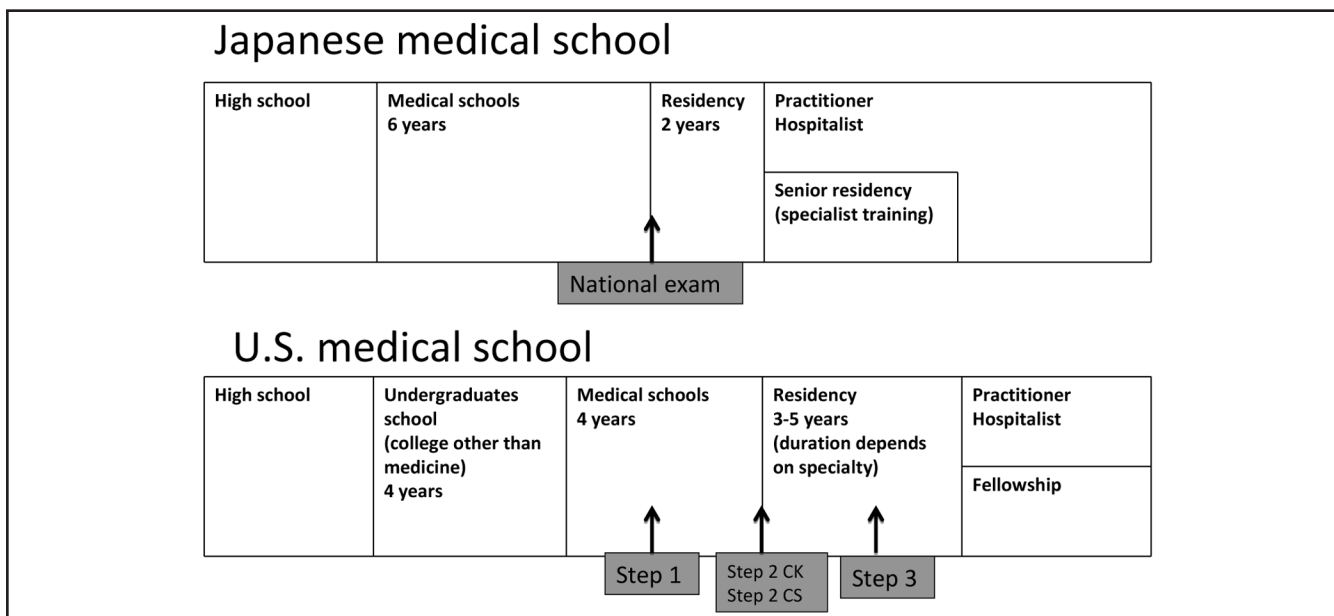 Japanese medical school
High school
Medical schools
6 years
Residency
2 years
Practitioner
Hospitalist
Senior residency
(specialist training)
National exam
U.S. medical school
High school
Undergraduates
school
(college other than
medicine)
4 years
Medical schools
4 years
Residency
3-5 years
(duration depends
on specialty)
Practitioner
Hospitalist
Fellowship
Step 1
Step 2 CK
Step 2 CS
Step 3